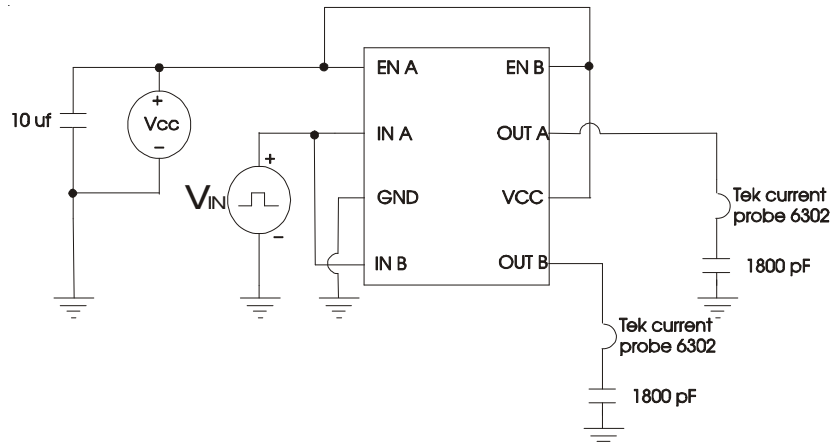 EN A
EN B
10 uf
+
Vcc
−
IN A
OUT A
+
VIN
−
GND
VCC
Tek current
probe 6302
IN B
OUT B
1800 pF
Tek current
probe 6302
1800 pF